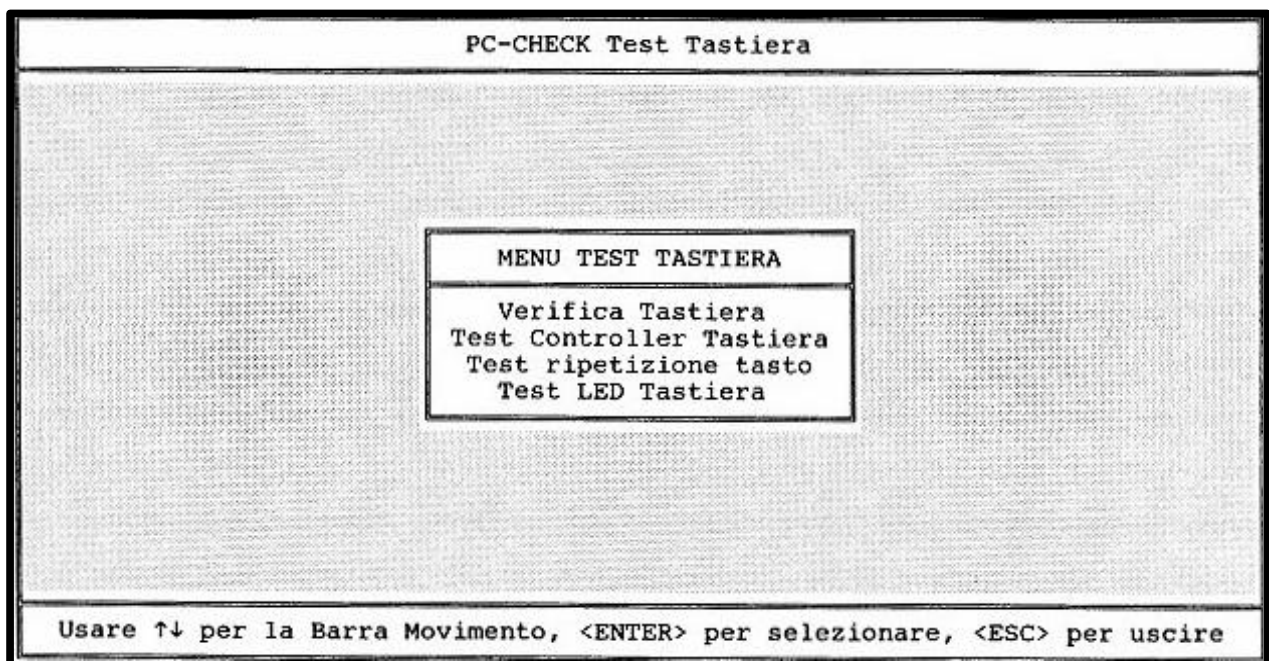 PC-CHECK Test Tastiera
MENU TEST TASTIERA
Verifica Tastiera
Test Controller Tastiera
Test ripetizione tasto
Test LED Tastiera
Usare ↑↓ per la Barra Movimento, <ENTER> per selezionare, <ESC> per uscire